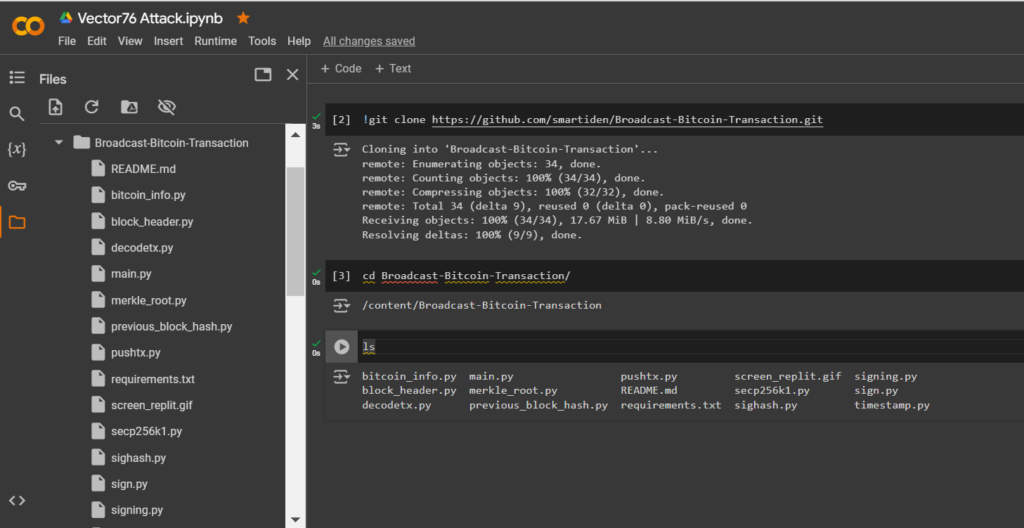 Vector76 Attack.ipynb
File Edit View Insert Runtime Tools Help All changes saved
Files
+ Code + Text
Broadcast-Bitcoin-Transaction
README.md
bitcoin_info.py
block_header.py
decodetx.py
main.py
merkle_root.py
previous_block_hash.py
pushtx.py
requirements.txt
screen_replit.gif
secp256k1.py
sighash.py
sign.py
signing.py
{x}
<>
3s
[2] !git clone https://github.com/smartiden/Broadcast-Bitcoin-Transaction.git
Cloning into 'Broadcast-Bitcoin-Transaction'...
remote: Enumerating objects: 34, done.
remote: Counting objects: 100% (34/34), done.
remote: Compressing objects: 100% (32/32), done.
remote: Total 34 (delta 9), reused 0 (delta 0), pack-reused 0
Receiving objects: 100% (34/34), 17.67 MiB | 8.80 MiB/s, done.
Resolving deltas: 100% (9/9), done.
0s
[3] cd Broadcast-Bitcoin-Transaction/
/content/Broadcast-Bitcoin-Transaction
0s
ls
bitcoin_info.py main.py pushtx.py screen_replit.gif signing.py
block_header.py merkle_root.py README.md secp256k1.py sign.py
decodetx.py previous_block_hash.py requirements.txt sighash.py timestamp.py